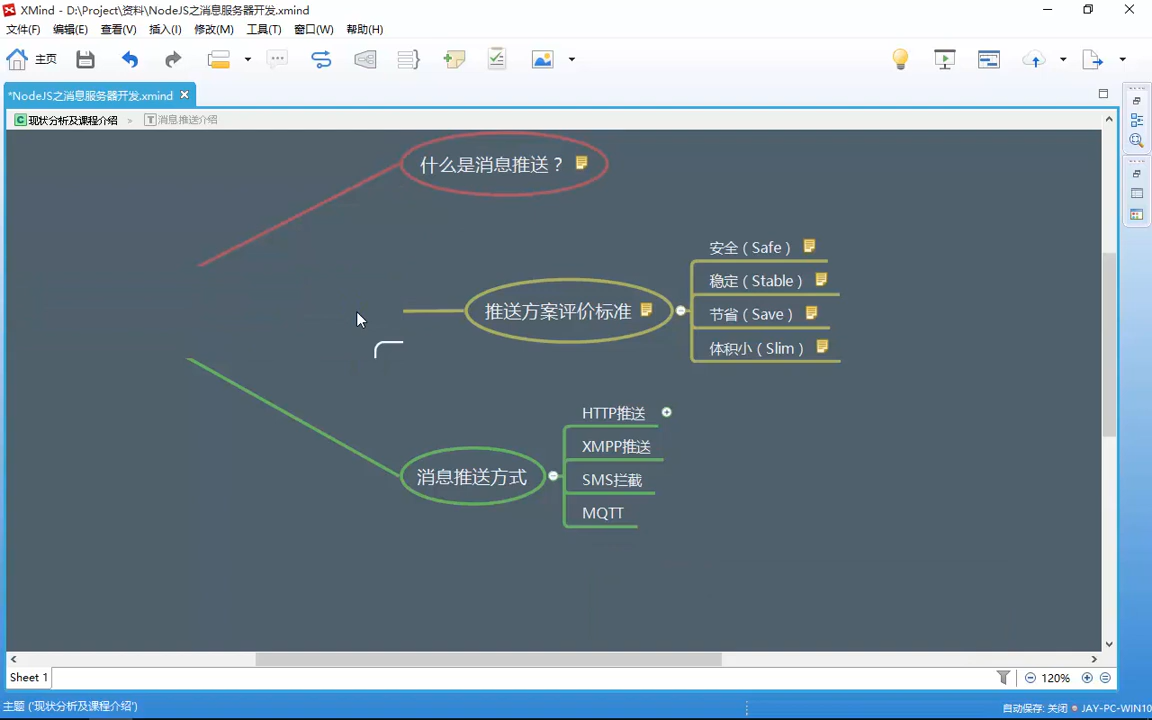 XMind - D:\Project\资料\NodeJS之消息服务器开发.xmind
文件(F) 编辑(E) 查看(V) 插入(I) 修改(M) 工具(T) 窗口(W) 帮助(H)
主页
*NodeJS之消息服务器开发.xmind
C 现状分析及课程介绍 > T 消息推送介绍
什么是消息推送？
推送方案评价标准
安全（Safe）
稳定（Stable）
节省（Save）
体积小（Slim）
消息推送方式
HTTP推送
XMPP推送
SMS拦截
MQTT
Sheet 1
120%
主题 ('现状分析及课程介绍')
自动保存: 关闭
JAY-PC-WIN10